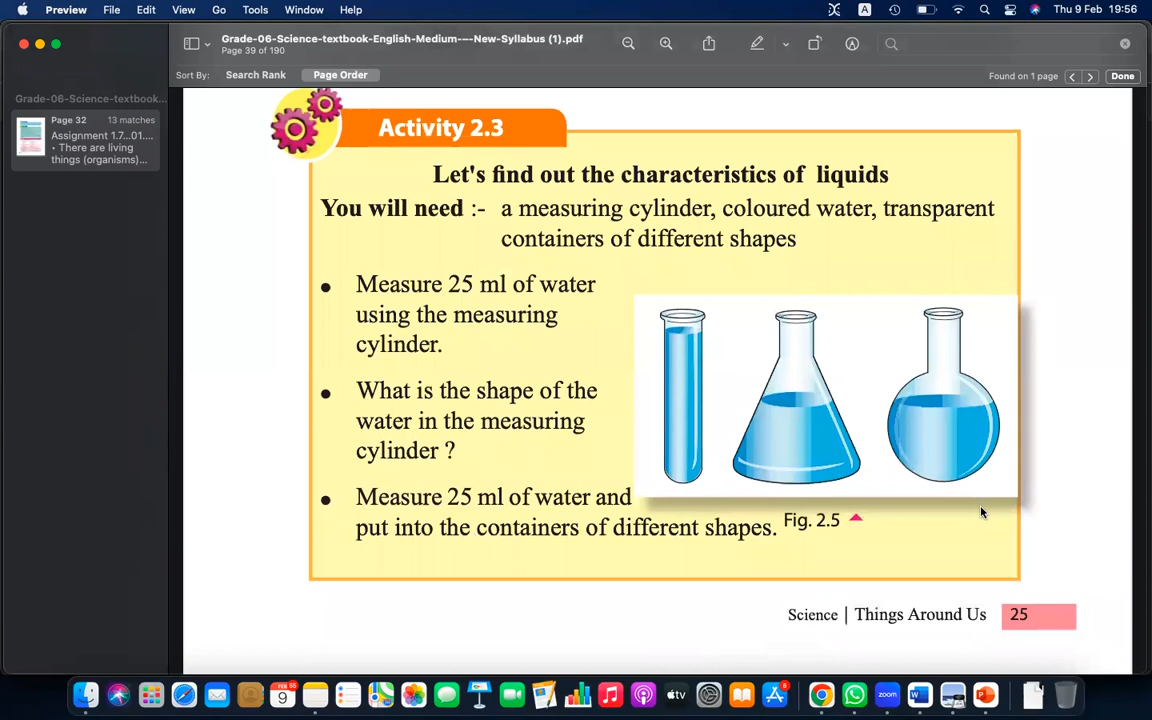 Preview File Edit View Go Tools Window Help
A
Thu 9 Feb 19:56
Grade-06-Science-textbook-English-Medium----New-Syllabus (1).pdf
Page 39 of 190
Sort By: Search Rank Page Order
Found on 1 page
Done
Grade-06-Science-textbook...
Page 32 13 matches
Assignment 1.7...01....
• There are living
things (organisms)...
Activity 2.3
Let's find out the characteristics of liquids
You will need :- a measuring cylinder, coloured water, transparent
containers of different shapes
• Measure 25 ml of water
using the measuring
cylinder.
• What is the shape of the
water in the measuring
cylinder ?
• Measure 25 ml of water and
put into the containers of different shapes.
Fig. 2.5
Science | Things Around Us 25
FEB
9
tv
zoom
W
P